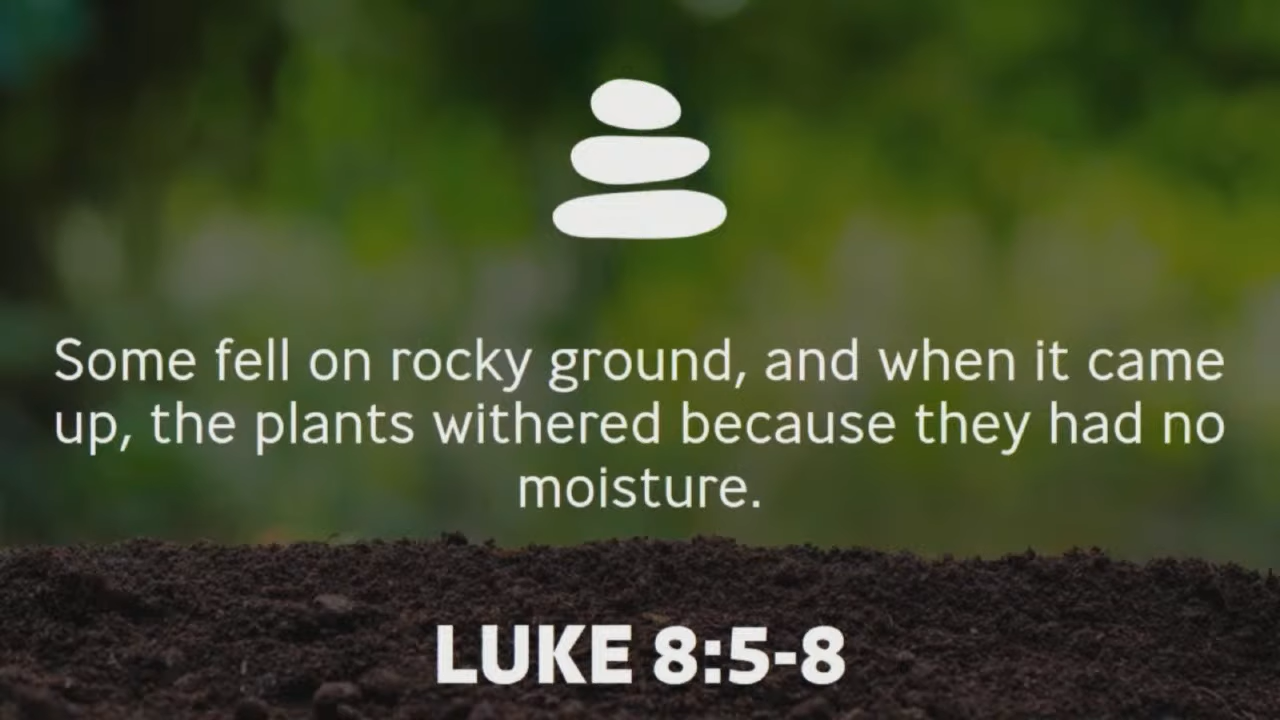 Some fell on rocky ground, and when it came
up, the plants withered because they had no
moisture.
LUKE 8:5-8